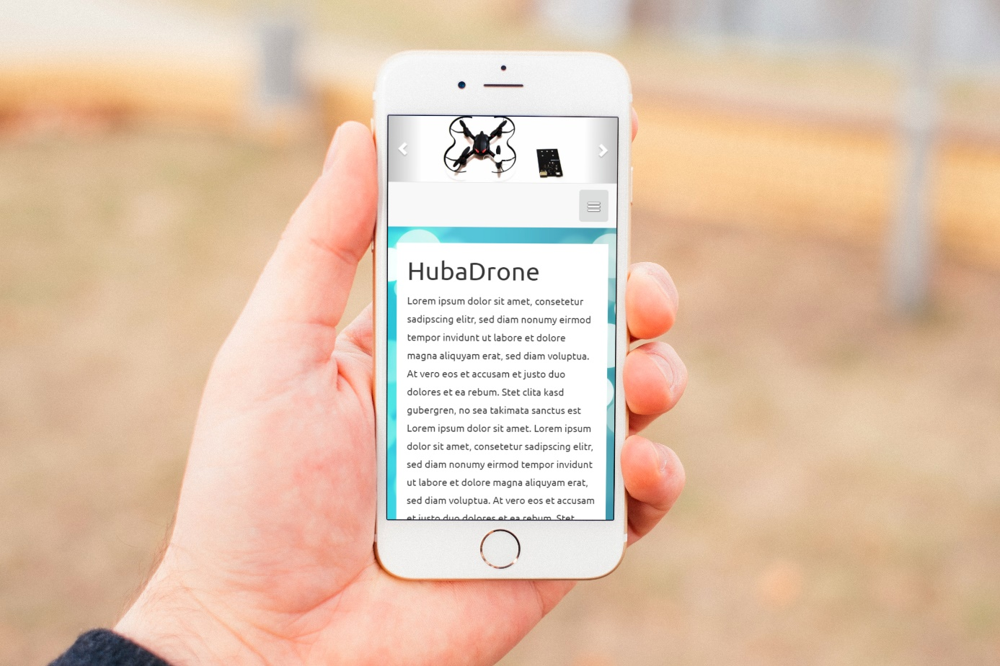 HubaDrone
Lorem ipsum dolor sit amet, consetetur
sadipscing elitr, sed diam nonumy eirmod
tempor invidunt ut labore et dolore
magna aliquyam erat, sed diam voluptua.
At vero eos et accusam et justo duo
dolores et ea rebum. Stet clita kasd
gubergren, no sea takimata sanctus est
Lorem ipsum dolor sit amet. Lorem ipsum
dolor sit amet, consetetur sadipscing elitr,
sed diam nonumy eirmod tempor invidunt
ut labore et dolore magna aliquyam erat,
sed diam voluptua. At vero eos et accusam
et justo duo dolores et ea rebum. Stet